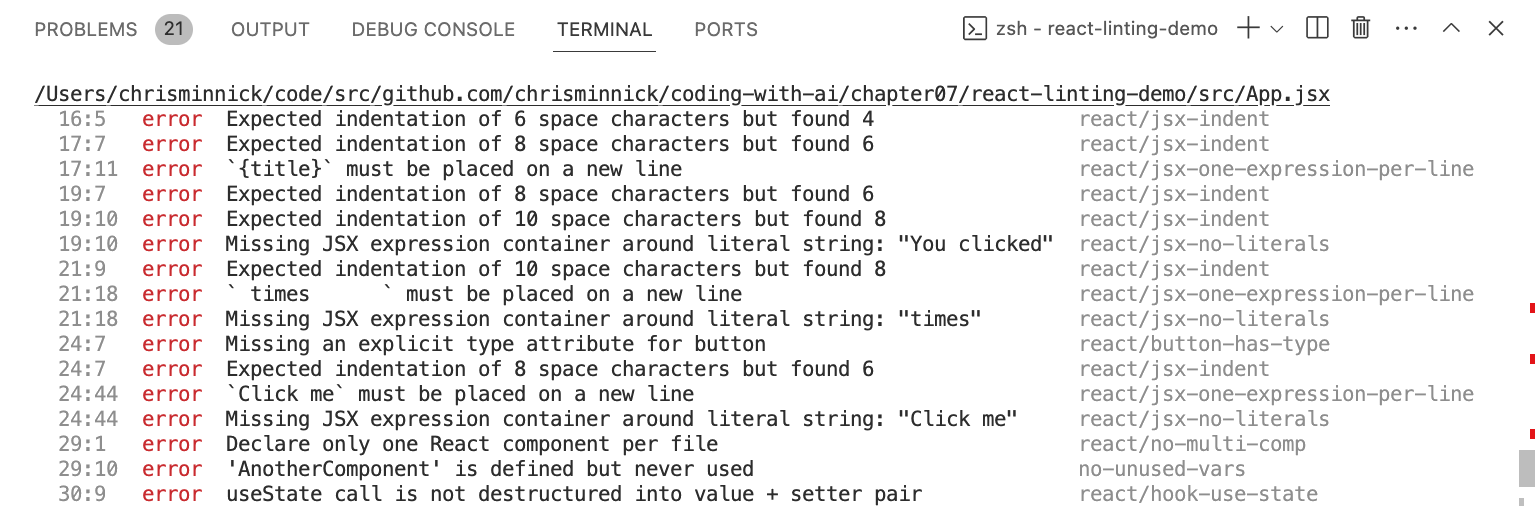 PROBLEMS 21 OUTPUT DEBUG CONSOLE TERMINAL PORTS zsh - react-linting-demo
/Users/chrisminnick/code/src/github.com/chrisminnick/coding-with-ai/chapter07/react-linting-demo/src/App.jsx
16:5 error Expected indentation of 6 space characters but found 4 react/jsx-indent
17:7 error Expected indentation of 8 space characters but found 6 react/jsx-indent
17:11 error `{title}` must be placed on a new line react/jsx-one-expression-per-line
19:7 error Expected indentation of 8 space characters but found 6 react/jsx-indent
19:10 error Expected indentation of 10 space characters but found 8 react/jsx-indent
19:10 error Missing JSX expression container around literal string: "You clicked" react/jsx-no-literals
21:9 error Expected indentation of 10 space characters but found 8 react/jsx-indent
21:18 error ` times      ` must be placed on a new line react/jsx-one-expression-per-line
21:18 error Missing JSX expression container around literal string: "times" react/jsx-no-literals
24:7 error Missing an explicit type attribute for button react/button-has-type
24:7 error Expected indentation of 8 space characters but found 6 react/jsx-indent
24:44 error `Click me` must be placed on a new line react/jsx-one-expression-per-line
24:44 error Missing JSX expression container around literal string: "Click me" react/jsx-no-literals
29:1 error Declare only one React component per file react/no-multi-comp
29:10 error 'AnotherComponent' is defined but never used no-unused-vars
30:9 error useState call is not destructured into value + setter pair react/hook-use-state